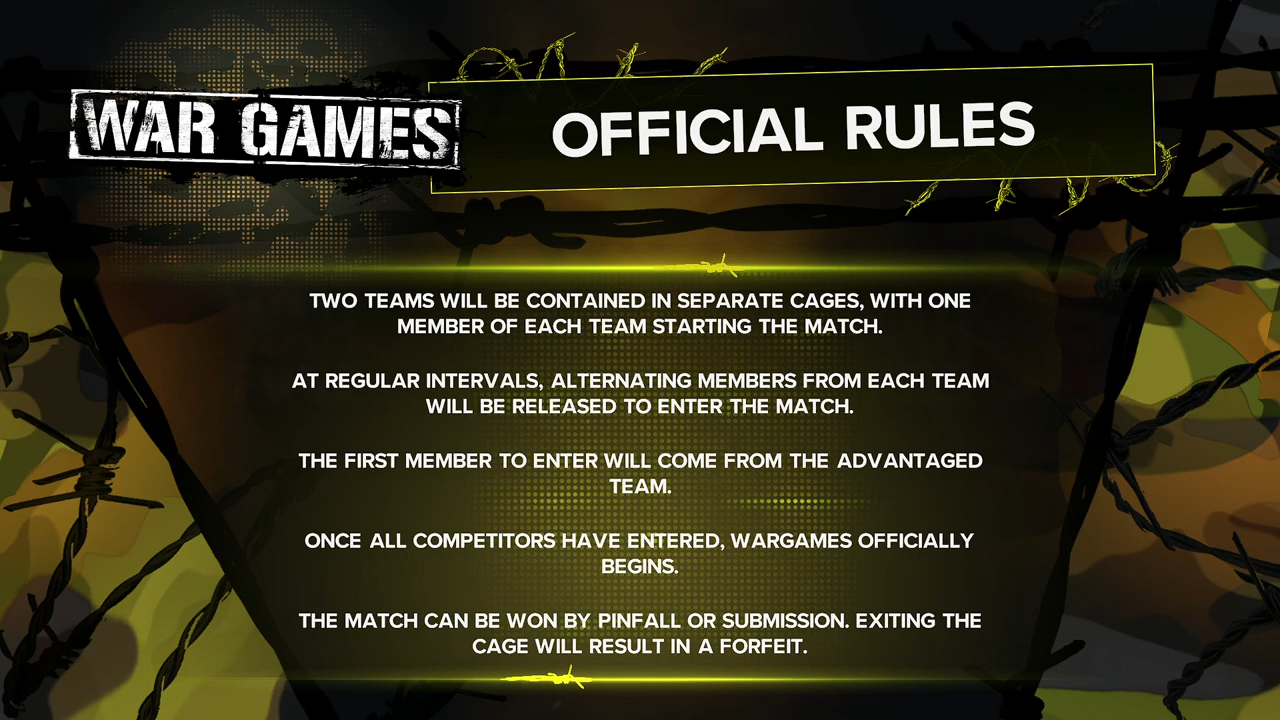 WAR GAMES
OFFICIAL RULES
TWO TEAMS WILL BE CONTAINED IN SEPARATE CAGES, WITH ONE
MEMBER OF EACH TEAM STARTING THE MATCH.
AT REGULAR INTERVALS, ALTERNATING MEMBERS FROM EACH TEAM
WILL BE RELEASED TO ENTER THE MATCH.
THE FIRST MEMBER TO ENTER WILL COME FROM THE ADVANTAGED
TEAM.
ONCE ALL COMPETITORS HAVE ENTERED, WARGAMES OFFICIALLY
BEGINS.
THE MATCH CAN BE WON BY PINFALL OR SUBMISSION. EXITING THE
CAGE WILL RESULT IN A FORFEIT.